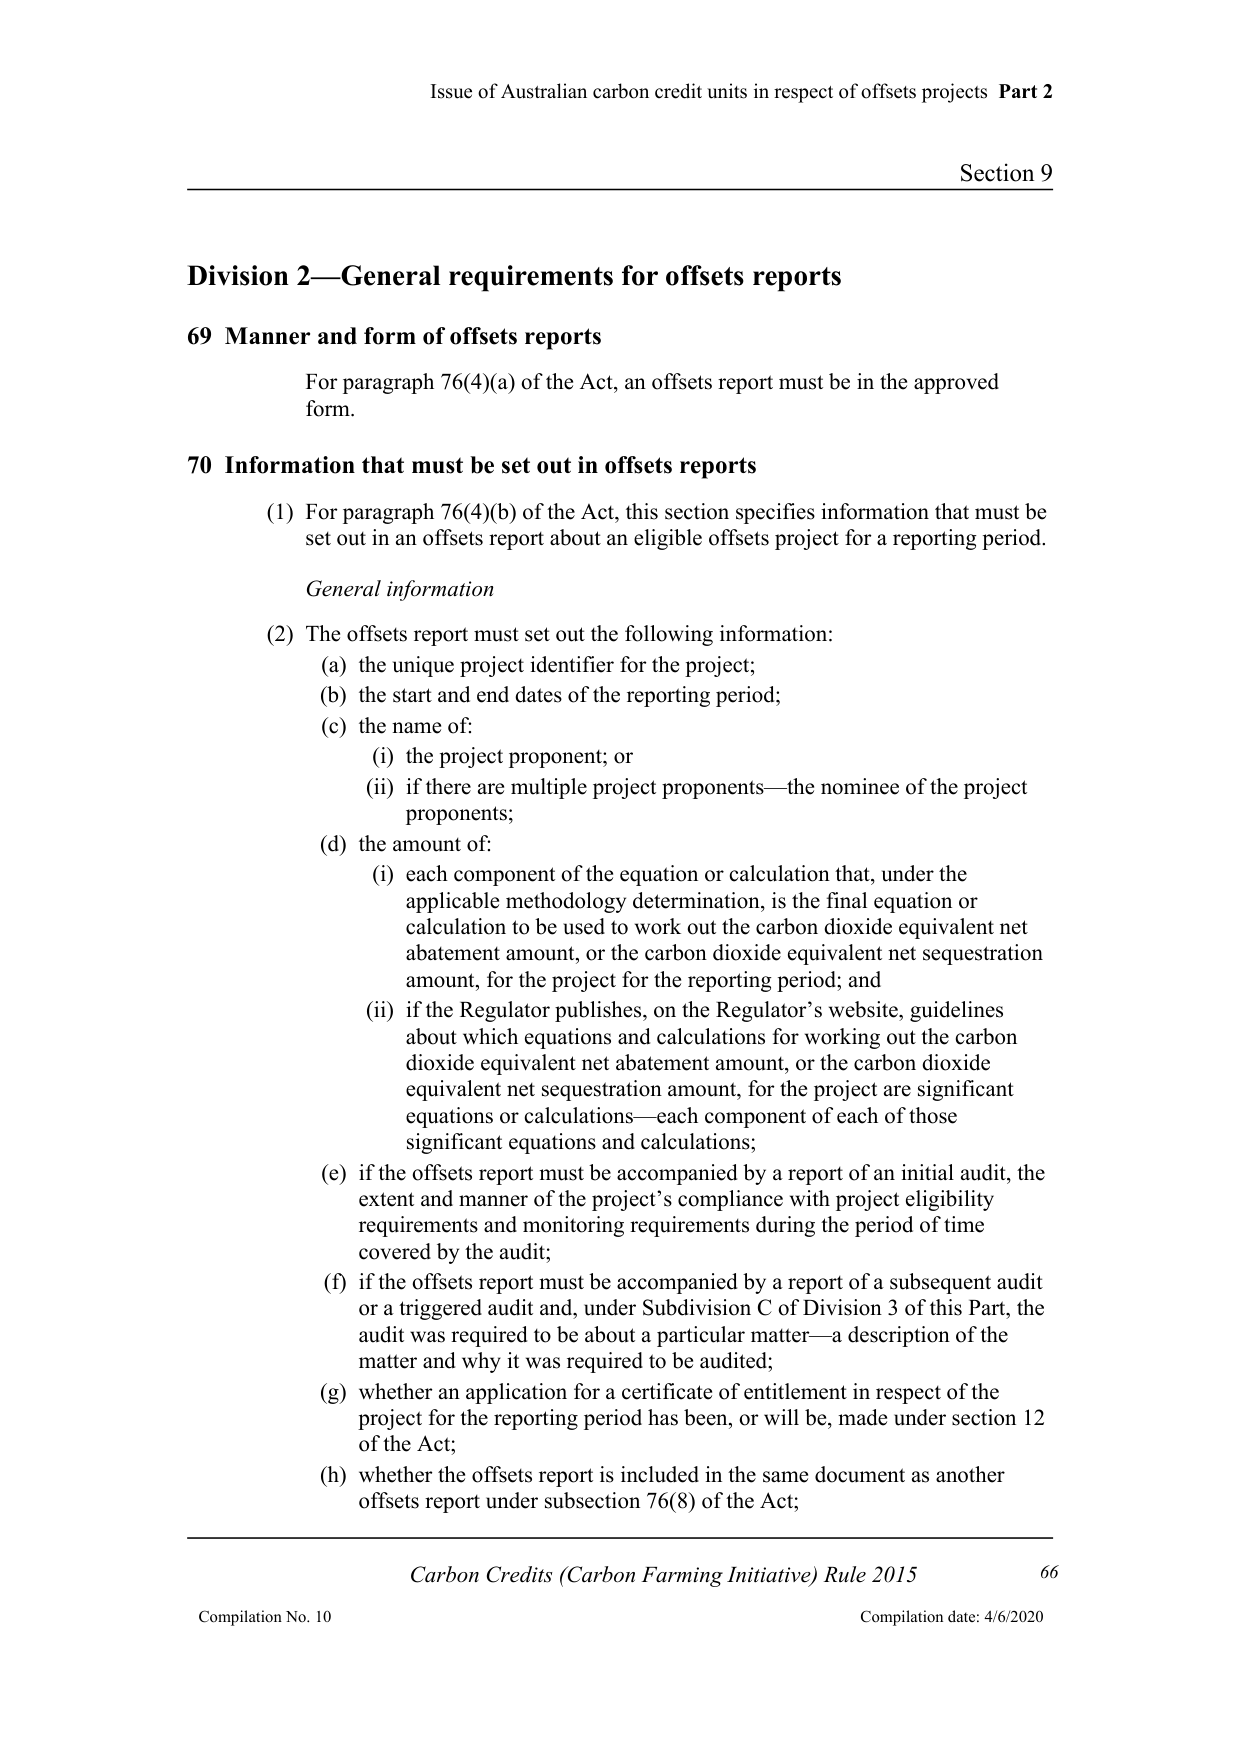 Issue of Australian carbon credit units in respect of offsets projects Part 2
Section 9
Division 2—General requirements for offsets reports
69 Manner and form of offsets reports
For paragraph 76(4)(a) of the Act, an offsets report must be in the approved
form.
70 Information that must be set out in offsets reports
(1) For paragraph 76(4)(b) of the Act, this section specifies information that must be
set out in an offsets report about an eligible offsets project for a reporting period.
General information
(2) The offsets report must set out the following information:
(a) the unique project identifier for the project;
(b) the start and end dates of the reporting period;
(c) the name of:
(i) the project proponent; or
(ii) if there are multiple project proponents—the nominee of the project
proponents;
(d) the amount of:
(i) each component of the equation or calculation that, under the
applicable methodology determination, is the final equation or
calculation to be used to work out the carbon dioxide equivalent net
abatement amount, or the carbon dioxide equivalent net sequestration
amount, for the project for the reporting period; and
(ii) if the Regulator publishes, on the Regulator’s website, guidelines
about which equations and calculations for working out the carbon
dioxide equivalent net abatement amount, or the carbon dioxide
equivalent net sequestration amount, for the project are significant
equations or calculations—each component of each of those
significant equations and calculations;
(e) if the offsets report must be accompanied by a report of an initial audit, the
extent and manner of the project’s compliance with project eligibility
requirements and monitoring requirements during the period of time
covered by the audit;
(f) if the offsets report must be accompanied by a report of a subsequent audit
or a triggered audit and, under Subdivision C of Division 3 of this Part, the
audit was required to be about a particular matter—a description of the
matter and why it was required to be audited;
(g) whether an application for a certificate of entitlement in respect of the
project for the reporting period has been, or will be, made under section 12
of the Act;
(h) whether the offsets report is included in the same document as another
offsets report under subsection 76(8) of the Act;
Carbon Credits (Carbon Farming Initiative) Rule 2015 66
Compilation No. 10 Compilation date: 4/6/2020